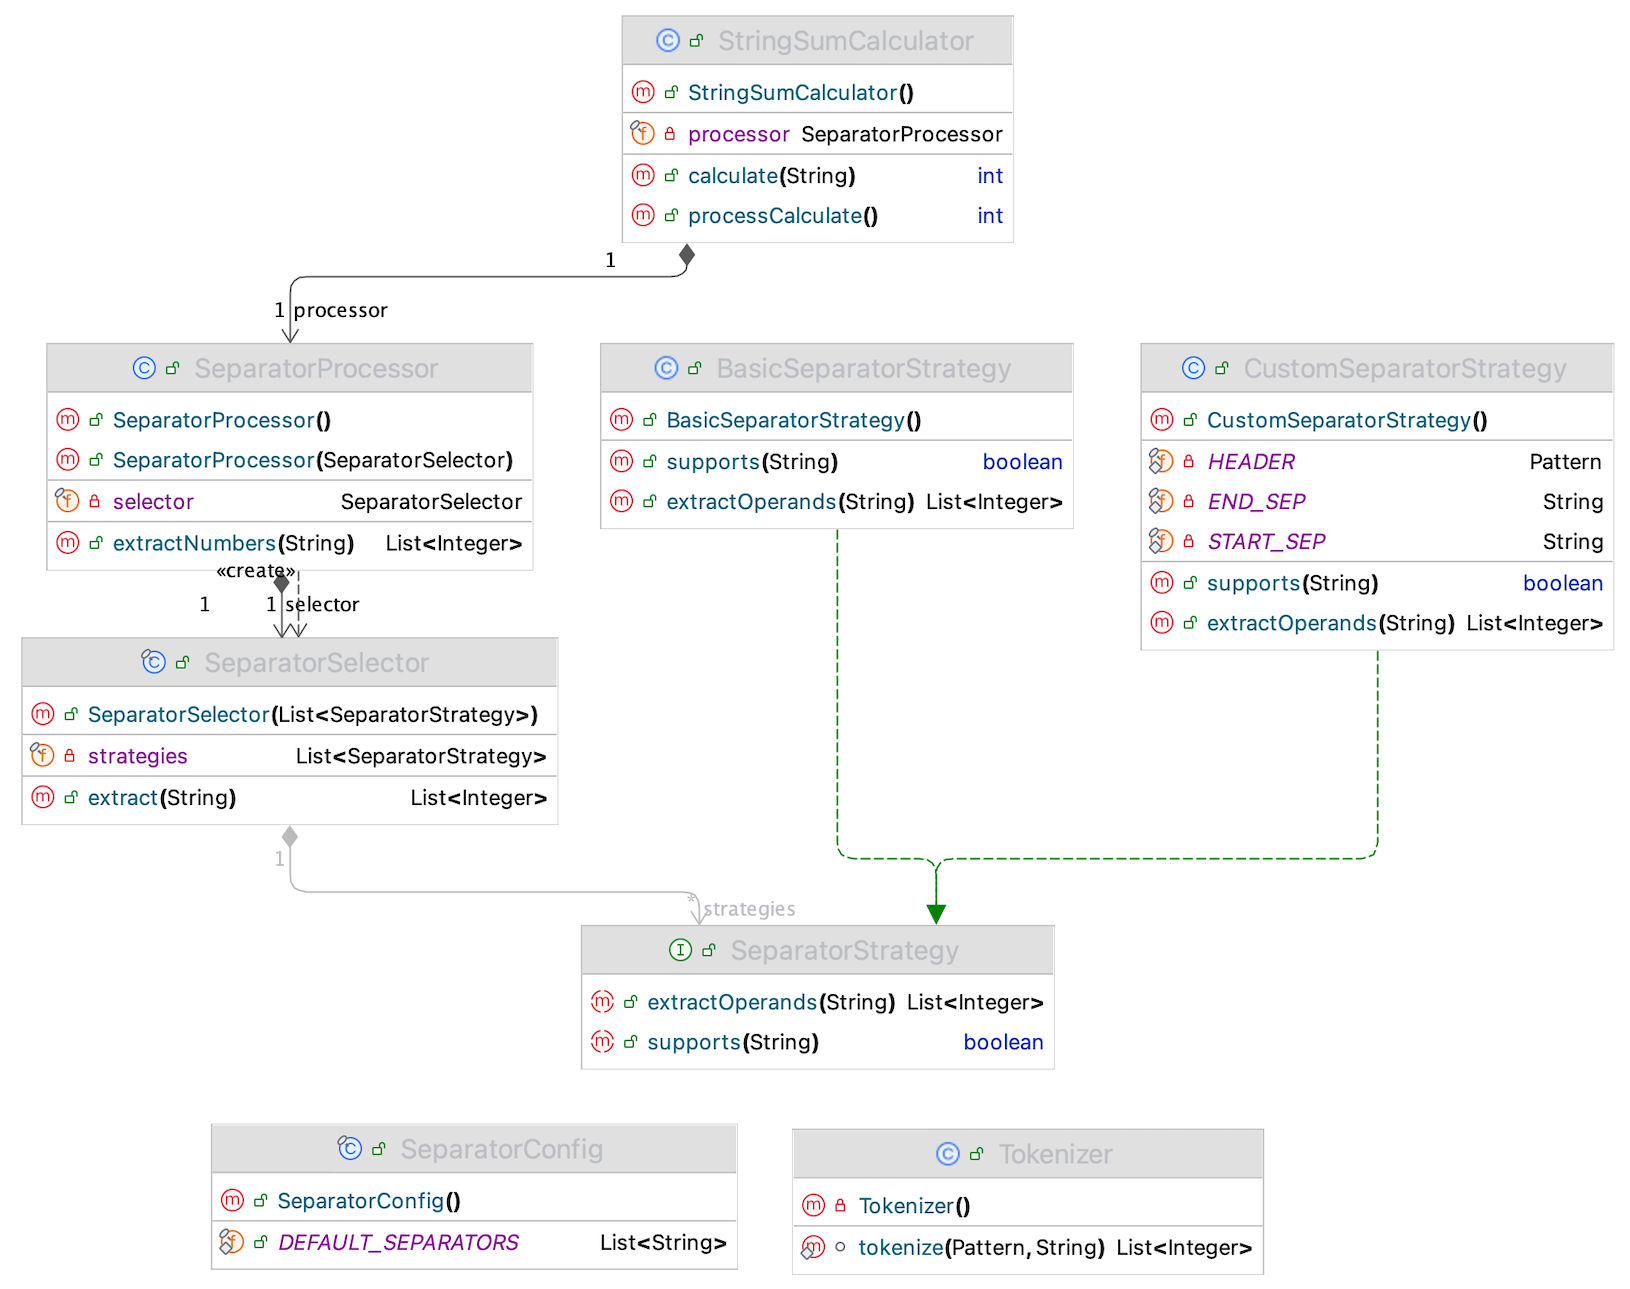 StringSumCalculator
StringSumCalculator()
processor SeparatorProcessor
calculate(String) int
processCalculate() int
1
1 processor
SeparatorProcessor
SeparatorProcessor()
SeparatorProcessor(SeparatorSelector)
selector SeparatorSelector
extractNumbers(String) List<Integer>
BasicSeparatorStrategy
BasicSeparatorStrategy()
supports(String) boolean
extractOperands(String) List<Integer>
CustomSeparatorStrategy
CustomSeparatorStrategy()
HEADER Pattern
END_SEP String
START_SEP String
supports(String) boolean
extractOperands(String) List<Integer>
«create»
1 1 selector
SeparatorSelector
SeparatorSelector(List<SeparatorStrategy>)
strategies List<SeparatorStrategy>
extract(String) List<Integer>
1
* strategies
SeparatorStrategy
extractOperands(String) List<Integer>
supports(String) boolean
SeparatorConfig
SeparatorConfig()
DEFAULT_SEPARATORS List<String>
Tokenizer
Tokenizer()
tokenize(Pattern, String) List<Integer>